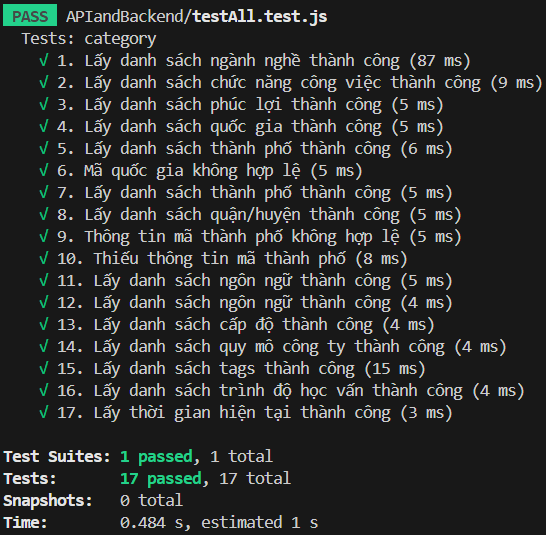 PASS APIandBackend/testAll.test.js
Tests: category
√ 1. Lấy danh sách ngành nghề thành công (87 ms)
√ 2. Lấy danh sách chức năng công việc thành công (9 ms)
√ 3. Lấy danh sách phúc lợi thành công (5 ms)
√ 4. Lấy danh sách quốc gia thành công (5 ms)
√ 5. Lấy danh sách thành phố thành công (6 ms)
√ 6. Mã quốc gia không hợp lệ (5 ms)
√ 7. Lấy danh sách thành phố thành công (5 ms)
√ 8. Lấy danh sách quận/huyện thành công (5 ms)
√ 9. Thông tin mã thành phố không hợp lệ (5 ms)
√ 10. Thiếu thông tin mã thành phố (8 ms)
√ 11. Lấy danh sách ngôn ngữ thành công (5 ms)
√ 12. Lấy danh sách ngôn ngữ thành công (4 ms)
√ 13. Lấy danh sách cấp độ thành công (4 ms)
√ 14. Lấy danh sách quy mô công ty thành công (4 ms)
√ 15. Lấy danh sách tags thành công (15 ms)
√ 16. Lấy danh sách trình độ học vấn thành công (4 ms)
√ 17. Lấy thời gian hiện tại thành công (3 ms)
Test Suites: 1 passed, 1 total
Tests: 17 passed, 17 total
Snapshots: 0 total
Time: 0.484 s, estimated 1 s